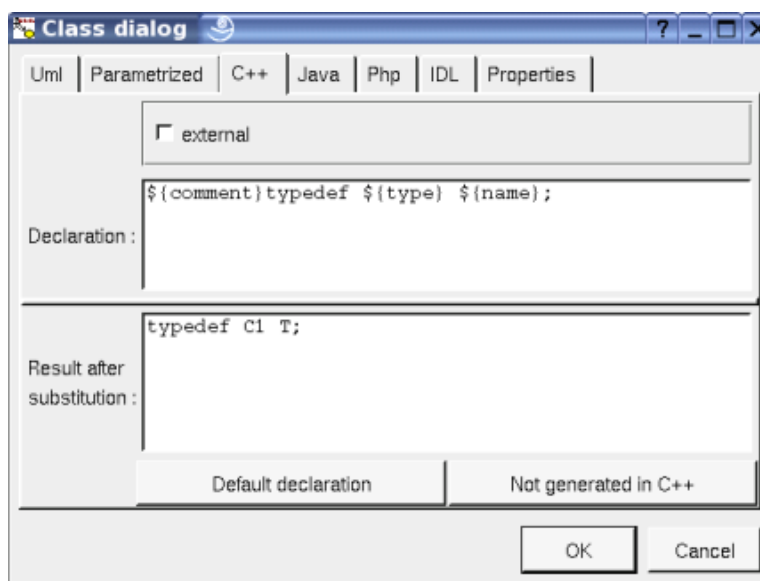 Class dialog
Uml Parametrized C++ Java Php IDL Properties
external
Declaration :
${comment}typedef ${type} ${name};
Result after
substitution :
typedef C1 T;
Default declaration Not generated in C++
OK Cancel